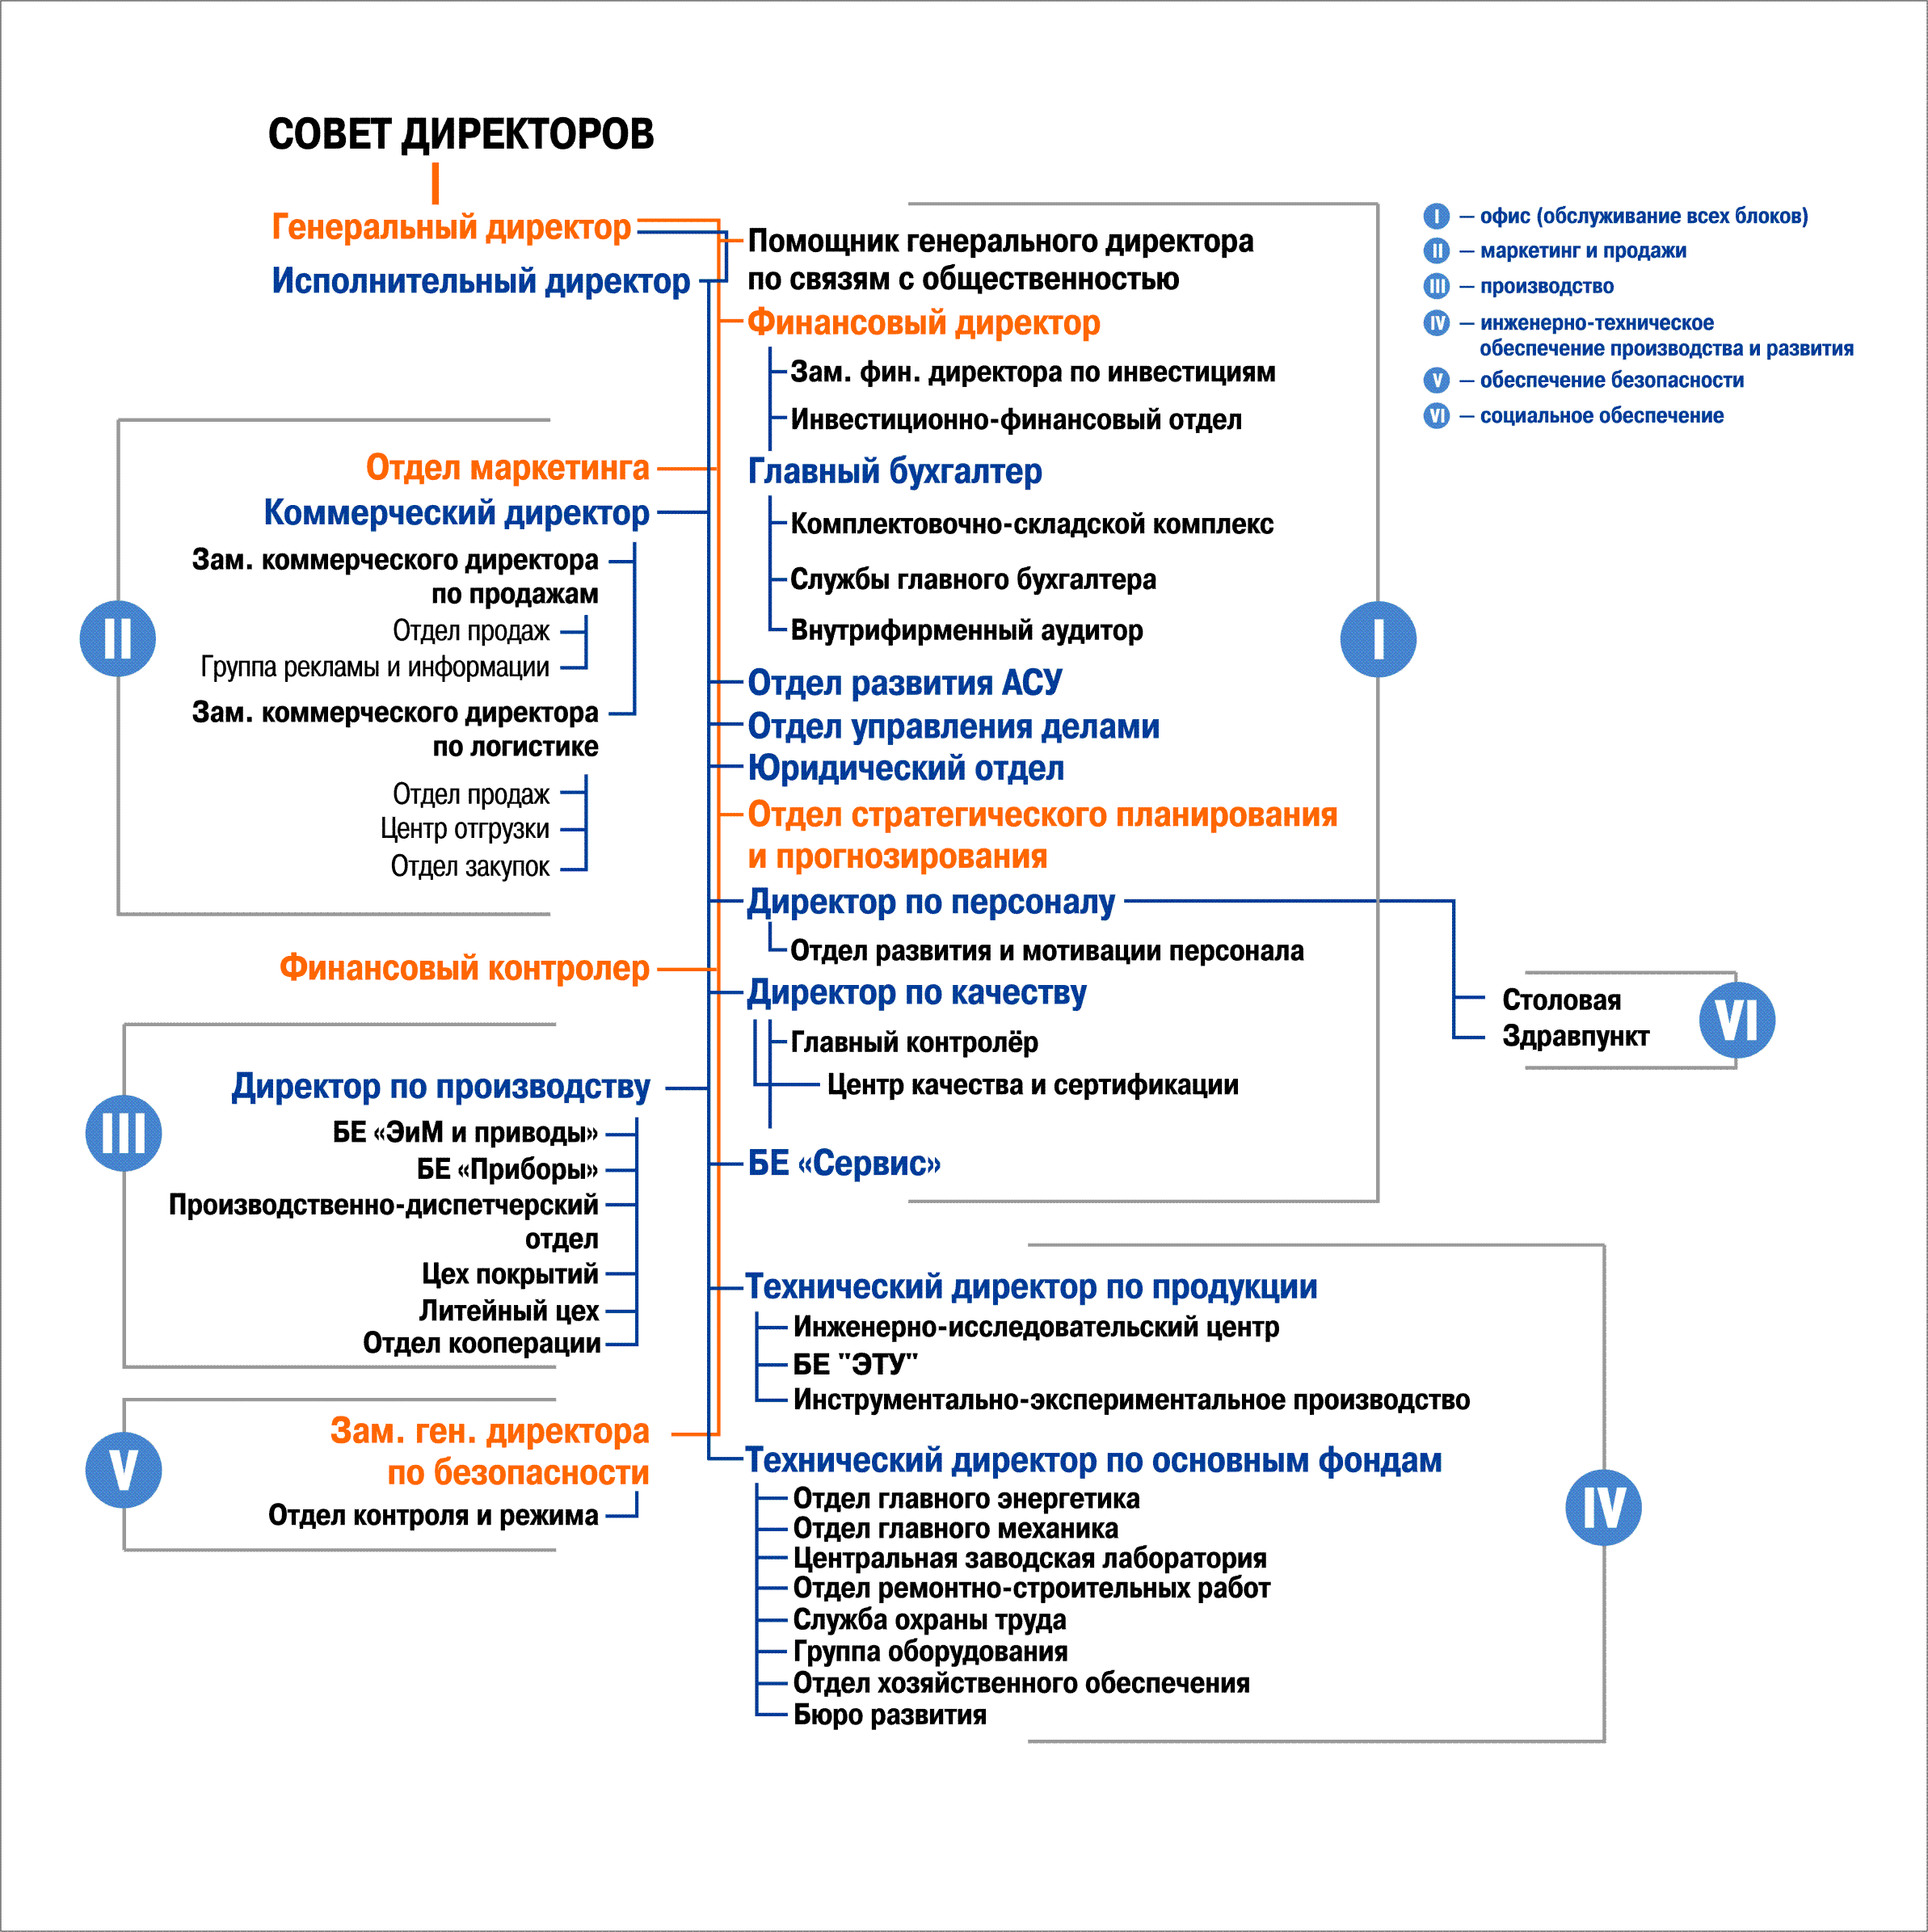 СОВЕТ ДИРЕКТОРОВ
Генеральный директор
Исполнительный директор
Помощник генерального директора
по связям с общественностью
Финансовый директор
Зам. фин. директора по инвестициям
Инвестиционно-финансовый отдел
Главный бухгалтер
Комплектовочно-складской комплекс
Службы главного бухгалтера
Внутрифирменный аудитор
Отдел развития АСУ
Отдел управления делами
Юридический отдел
Отдел стратегического планирования
и прогнозирования
Директор по персоналу
Отдел развития и мотивации персонала
Директор по качеству
Главный контролёр
Центр качества и сертификации
БЕ «Сервис»
I
I — офис (обслуживание всех блоков)
II — маркетинг и продажи
III — производство
IV — инженерно-техническое
обеспечение производства и развития
V — обеспечение безопасности
VI — социальное обеспечение
Отдел маркетинга
Коммерческий директор
Зам. коммерческого директора
по продажам
Отдел продаж
Группа рекламы и информации
Зам. коммерческого директора
по логистике
Отдел продаж
Центр отгрузки
Отдел закупок
II
Финансовый контролер
Столовая
Здравпункт
VI
Директор по производству
БЕ «ЭиМ и приводы»
БЕ «Приборы»
Производственно-диспетчерский
отдел
Цех покрытий
Литейный цех
Отдел кооперации
III
Зам. ген. директора
по безопасности
Отдел контроля и режима
V
Технический директор по продукции
Инженерно-исследовательский центр
БЕ "ЭТУ"
Инструментально-экспериментальное производство
Технический директор по основным фондам
Отдел главного энергетика
Отдел главного механика
Центральная заводская лаборатория
Отдел ремонтно-строительных работ
Служба охраны труда
Группа оборудования
Отдел хозяйственного обеспечения
Бюро развития
IV